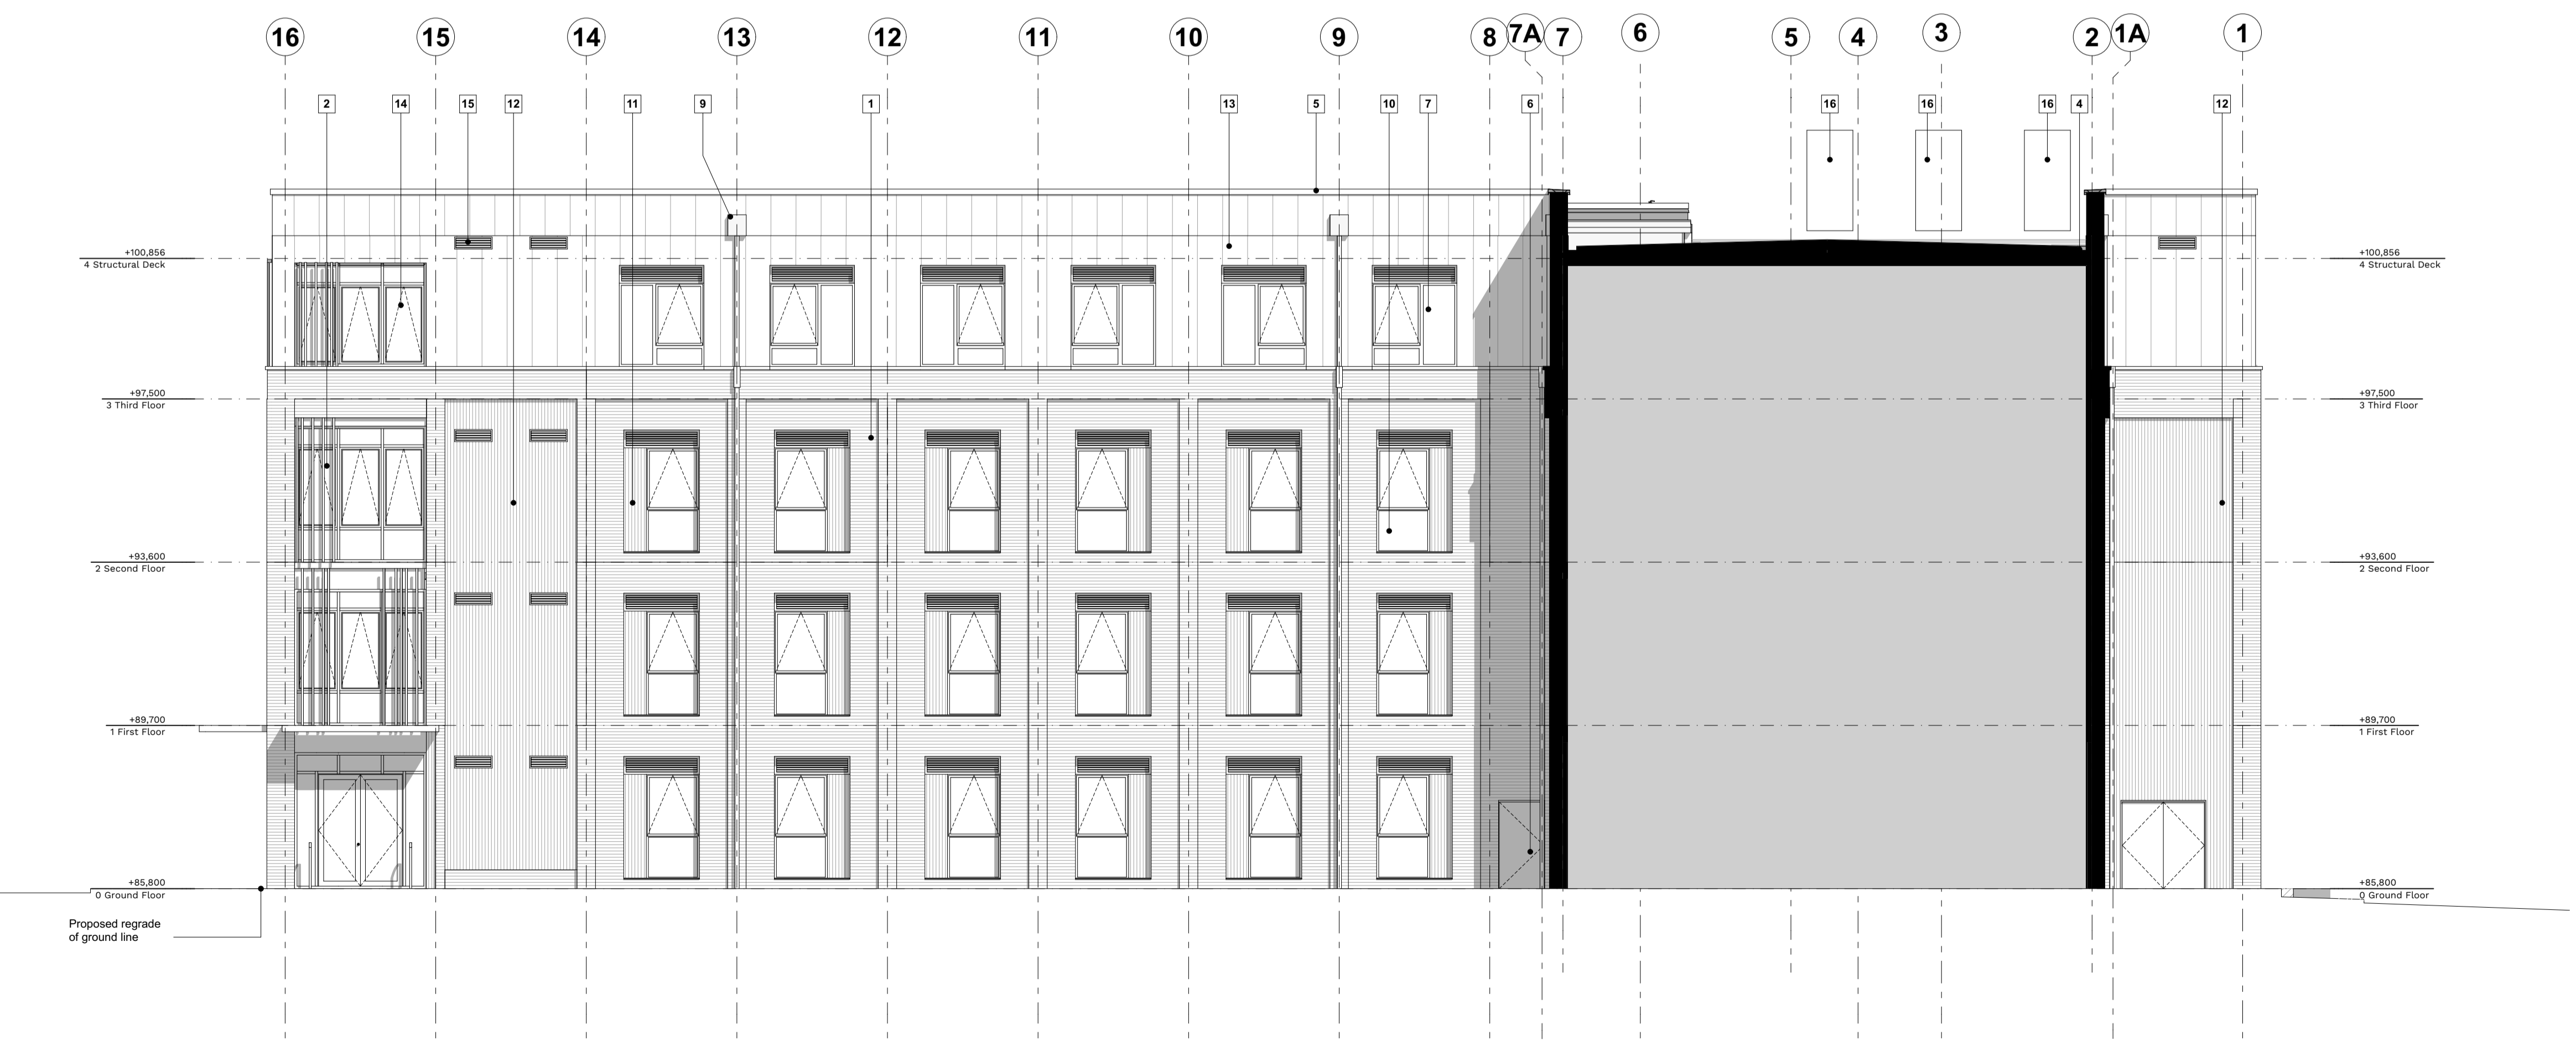 16 15 14 13 12 11 10 9 8 7A 7 6 5 4 3 2 1A 1
2 14 15 12 11 9 1 13 5 10 7 6 16 16 16 4 12
+100,856
4 Structural Deck
+100,856
4 Structural Deck
+97,500
3 Third Floor
+97,500
3 Third Floor
+93,600
2 Second Floor
+93,600
2 Second Floor
+89,700
1 First Floor
+89,700
1 First Floor
+85,800
0 Ground Floor
+85,800
0 Ground Floor
Proposed regrade
of ground line